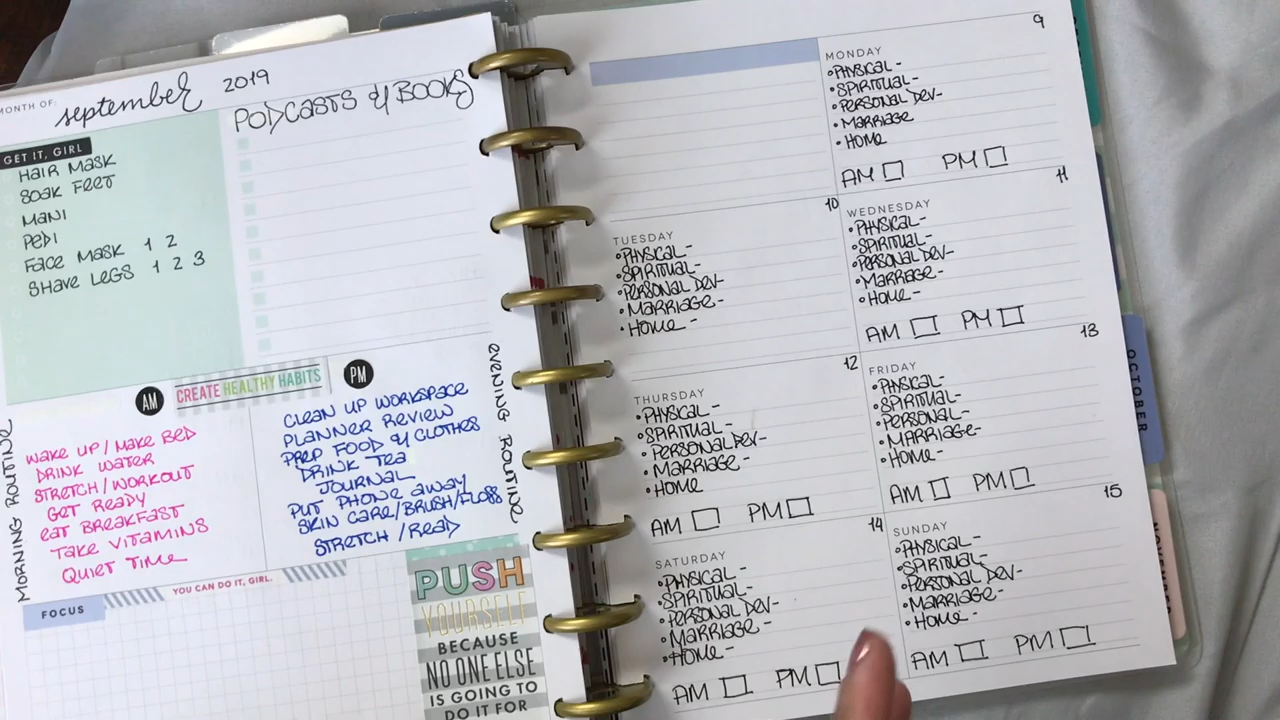 MONTH OF: september 2019
GET IT, GIRL
HAIR MASK
SOAK FEET
MANI
PEDI
FACE MASK 1 2
SHAVE LEGS 1 2 3
PODCASTS & BOOKS
AM
CREATE HEALTHY HABITS
PM
MORNING ROUTINE
WAKE UP / MAKE BED
DRINK WATER
STRETCH / WORKOUT
GET READY
EAT BREAKFAST
TAKE VITAMINS
QUIET TIME
EVENING ROUTINE
CLEAN UP WORKSPACE
PLANNER REVIEW
PREP FOOD & CLOTHES
DRINK TEA
JOURNAL
PUT PHONE AWAY
SKIN CARE/BRUSH/FLOSS
STRETCH / READ
FOCUS
YOU CAN DO IT, GIRL.
PUSH
YOURSELF
BECAUSE
NO ONE ELSE
IS GOING TO
DO IT FOR
9
MONDAY
•PHYSICAL -
•SPIRITUAL-
•PERSONAL DEV-
•MARRIAGE
•HOME
AM PM
10
TUESDAY
•PHYSICAL -
•SPIRITUAL-
•PERSONAL DEV-
•MARRIAGE -
•HOME -
11
WEDNESDAY
•PHYSICAL -
•SPIRITUAL-
•PERSONAL DEV-
•MARRIAGE-
•HOME -
AM PM
12
THURSDAY
•PHYSICAL -
•SPIRITUAL -
•PERSONAL DEV-
•MARRIAGE -
•HOME
AM PM
13
FRIDAY
•PHYSICAL-
•SPIRITUAL-
•PERSONAL-
•MARRIAGE-
•HOME-
AM PM
14
SATURDAY
•PHYSICAL -
•SPIRITUAL-
•PERSONAL DEV-
•MARRIAGE -
•HOME-
AM PM
15
SUNDAY
•PHYSICAL-
•SPIRITUAL-
•PERSONAL DEV-
•MARRIAGE-
•HOME-
AM PM
OCTOBER